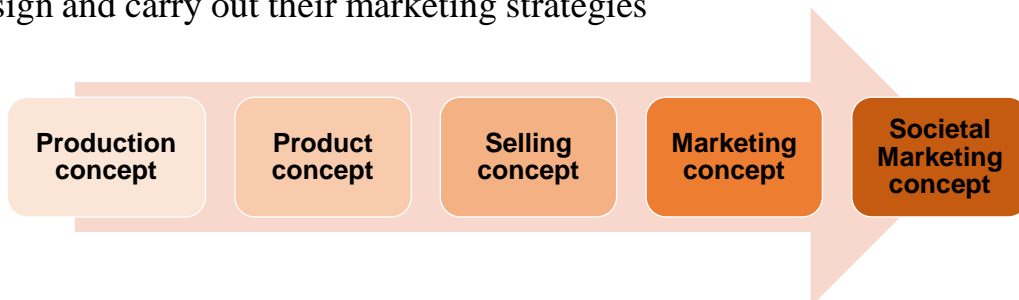 sign and carry out their marketing strategies
Production
concept
Product
concept
Selling
concept
Marketing
concept
Societal
Marketing
concept